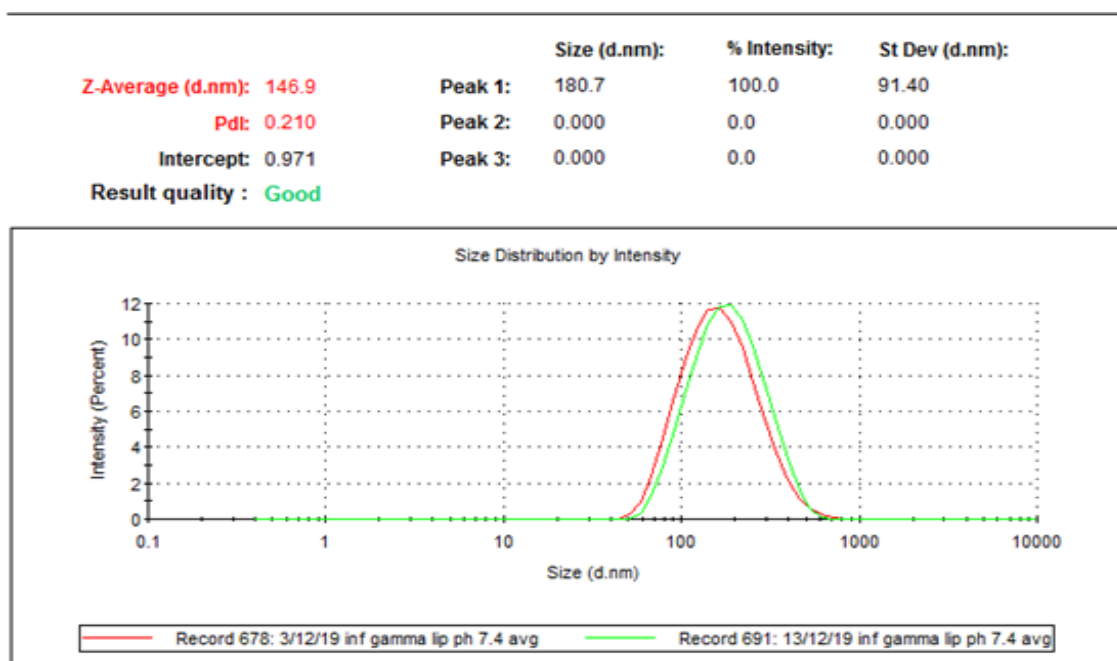 Size (d.nm): % Intensity: St Dev (d.nm):
Z-Average (d.nm): 146.9 Peak 1: 180.7 100.0 91.40
PdI: 0.210 Peak 2: 0.000 0.0 0.000
Intercept: 0.971 Peak 3: 0.000 0.0 0.000
Result quality : Good
Size Distribution by Intensity
12
10
8
6
4
2
0
Intensity (Percent)
0.1 1 10 100 1000 10000
Size (d.nm)
Record 678: 3/12/19 inf gamma lip ph 7.4 avg Record 691: 13/12/19 inf gamma lip ph 7.4 avg